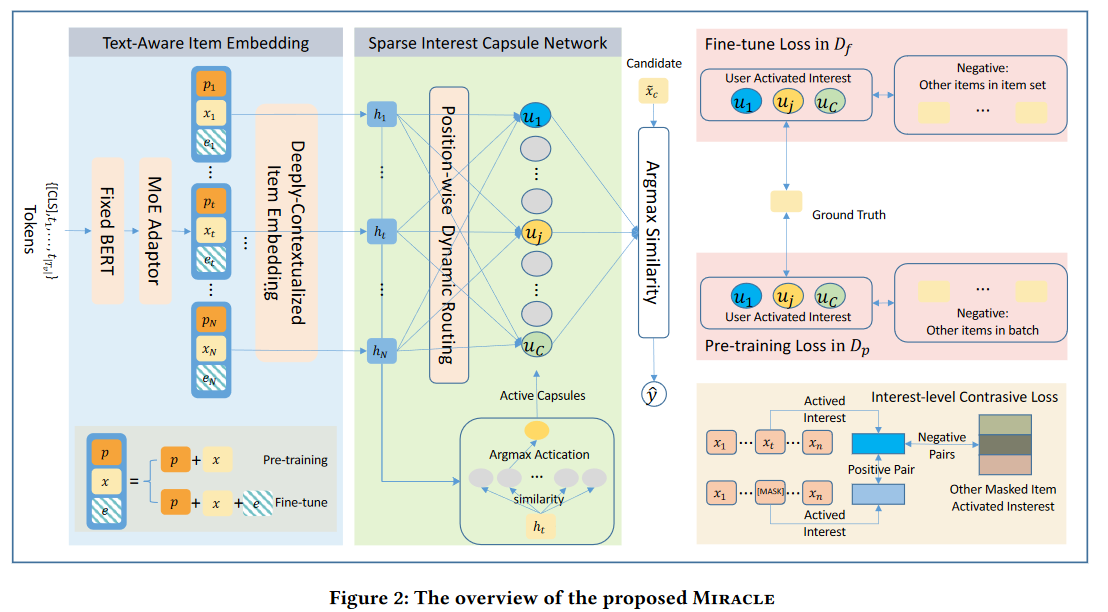 Text-Aware Item Embedding
{[CLS], t_1, ..., t_{|T_p|}}
Tokens
Fixed BERT
MoE Adaptor
p_1
x_1
e_1
...
p_t
x_t
e_t
...
p_N
x_N
e_N
...
Deeply-Contextualized
Item Embedding
...
p
x
e
=
p + x
Pre-training
p + x + e
Fine-tune
Sparse Interest Capsule Network
h_1
...
h_t
...
h_N
Position-wise Dynamic Routing
u_1
...
u_j
...
u_C
Active Capsules
Argmax Actication
...
similarity
h_t
Candidate
x̄_c
Argmax Similarity
ŷ
Fine-tune Loss in D_f
User Activated Interest
u_1 u_j u_C
Negative:
Other items in item set
...
Ground Truth
u_1 u_j u_C
User Activated Interest
...
Negative:
Other items in batch
Pre-training Loss in D_p
Interest-level Contrasive Loss
Actived
Interest
x_1 ... x_t ... x_n
Negative
Pairs
Positive Pair
x_1 ... [MASK] ... x_n
Actived
Interest
Other Masked Item
Activated Insterest
Figure 2: The overview of the proposed MIRACLE